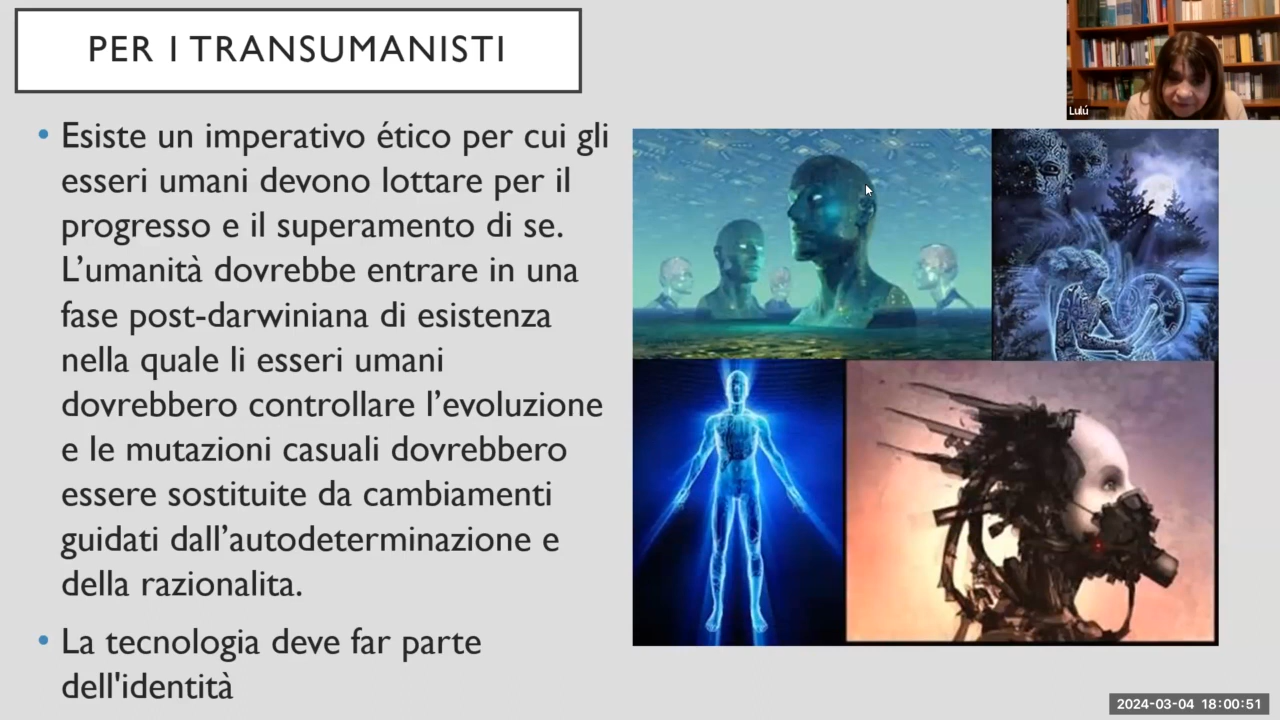 PER I TRANSUMANISTI
Lulú
• Esiste un imperativo ético per cui gli
esseri umani devono lottare per il
progresso e il superamento di se.
L’umanità dovrebbe entrare in una
fase post-darwiniana di esistenza
nella quale li esseri umani
dovrebbero controllare l’evoluzione
e le mutazioni casuali dovrebbero
essere sostituite da cambiamenti
guidati dall’autodeterminazione e
della razionalita.
• La tecnologia deve far parte
dell'identità
2024-03-04 18:00:51